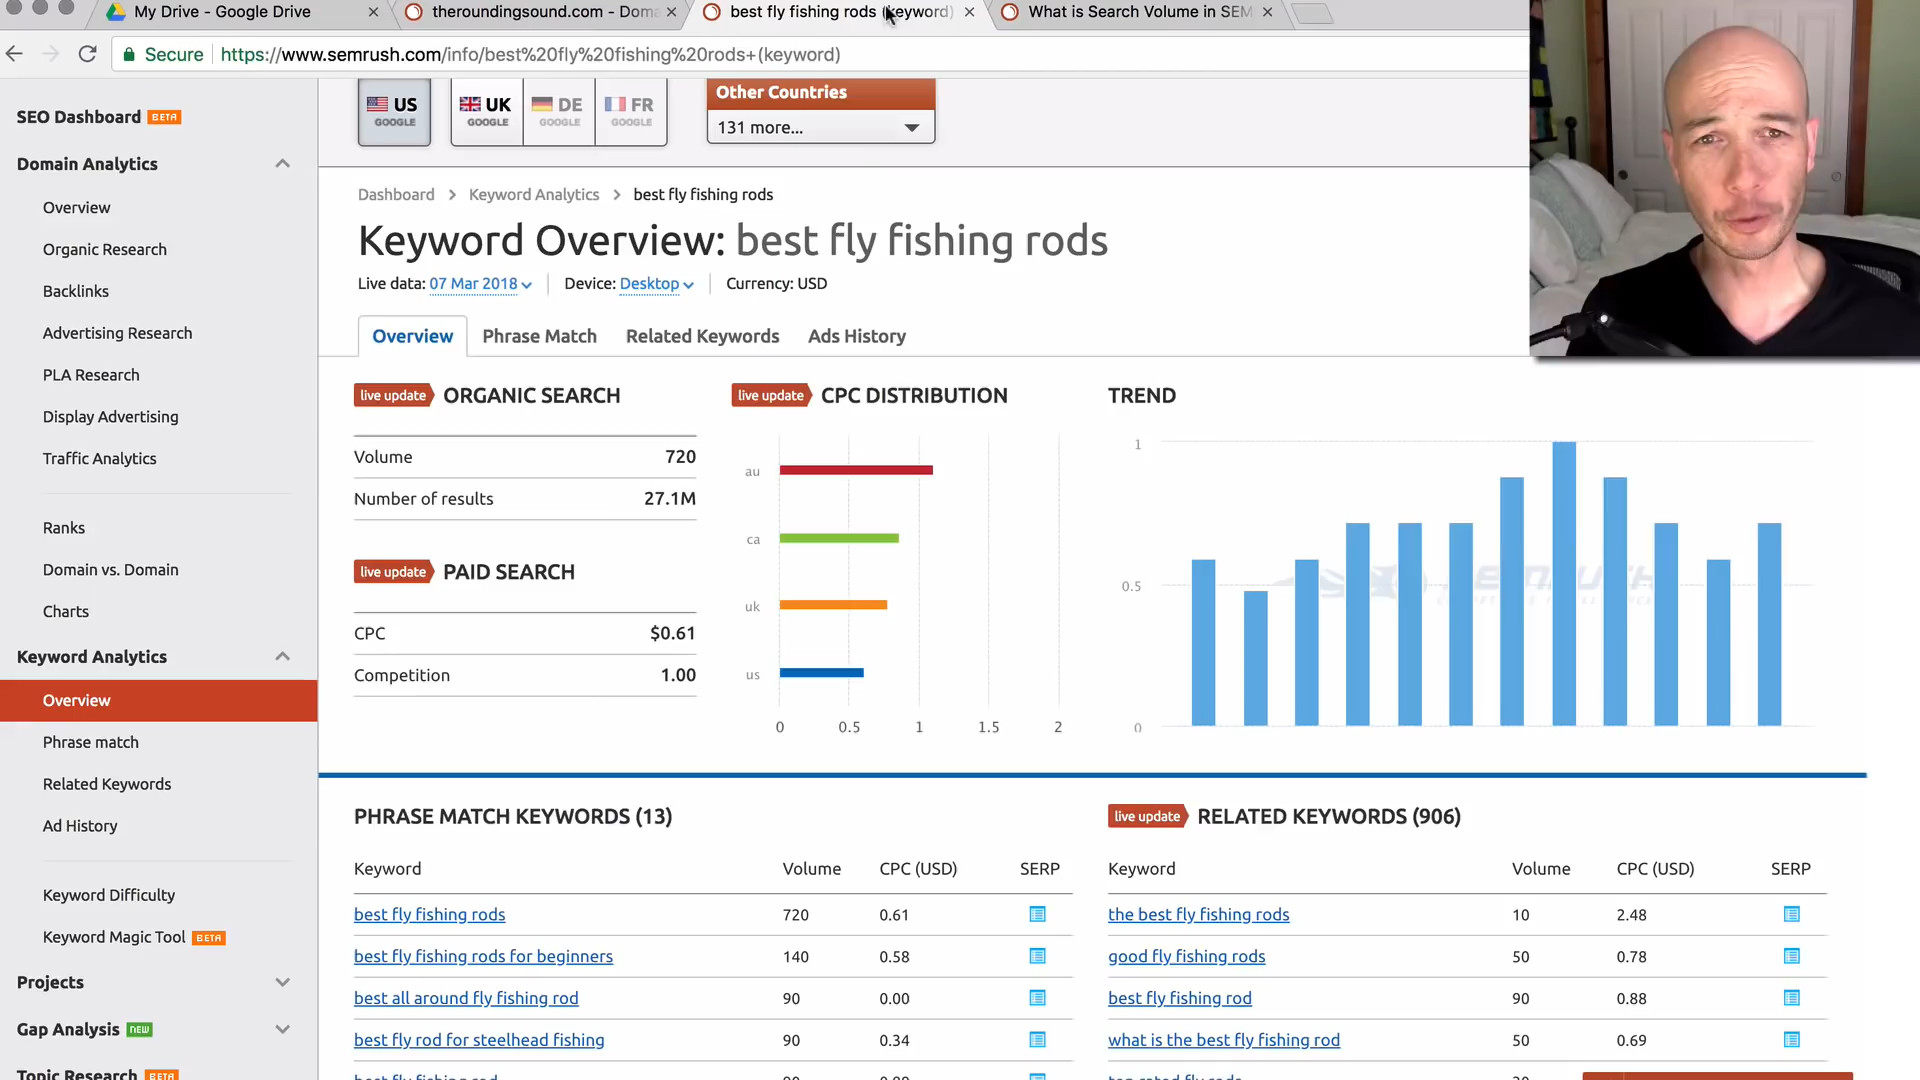 My Drive - Google Drive
theroundingsound.com - Doma
best fly fishing rods (keyword)
What is Search Volume in SEM
Secure https://www.semrush.com/info/best%20fly%20fishing%20rods+(keyword)
SEO Dashboard BETA
Domain Analytics
Overview
Organic Research
Backlinks
Advertising Research
PLA Research
Display Advertising
Traffic Analytics
Ranks
Domain vs. Domain
Charts
Keyword Analytics
Overview
Phrase match
Related Keywords
Ad History
Keyword Difficulty
Keyword Magic Tool BETA
Projects
Gap Analysis NEW
Topic Research BETA
US GOOGLE
UK GOOGLE
DE GOOGLE
FR GOOGLE
Other Countries
131 more...
Dashboard > Keyword Analytics > best fly fishing rods
Keyword Overview: best fly fishing rods
Live data: 07 Mar 2018 Device: Desktop Currency: USD
Overview Phrase Match Related Keywords Ads History
live update ORGANIC SEARCH
Volume 720
Number of results 27.1M
live update PAID SEARCH
CPC $0.61
Competition 1.00
live update CPC DISTRIBUTION
au
ca
uk
us
0 0.5 1 1.5 2
TREND
1
0.5
0
SEMRUSH
PHRASE MATCH KEYWORDS (13)
Keyword Volume CPC (USD) SERP
best fly fishing rods 720 0.61
best fly fishing rods for beginners 140 0.58
best all around fly fishing rod 90 0.00
best fly rod for steelhead fishing 90 0.34
best fly fishing rod
live update RELATED KEYWORDS (906)
Keyword Volume CPC (USD) SERP
the best fly fishing rods 10 2.48
good fly fishing rods 50 0.78
best fly fishing rod 90 0.88
what is the best fly fishing rod 50 0.69
top rated fly rods